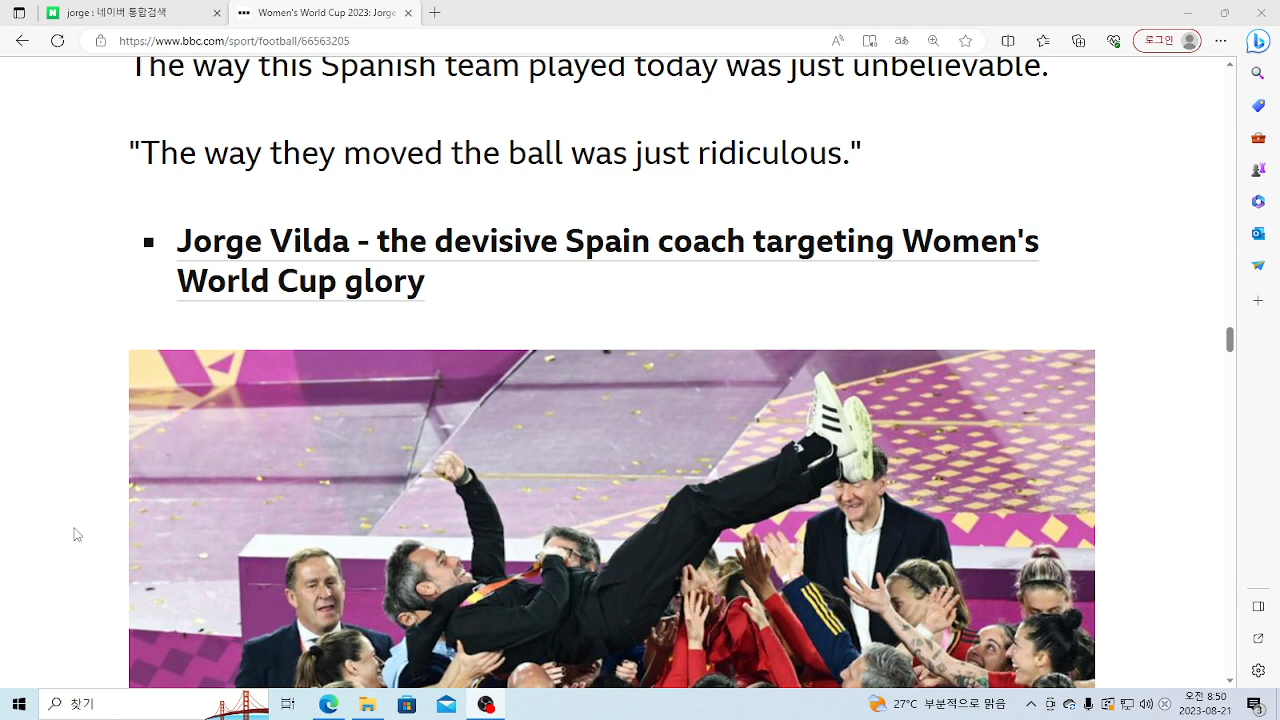 jorge : 네이버 통합검색
Women's World Cup 2023: Jorge
https://www.bbc.com/sport/football/66563205
로그인
The way this Spanish team played today was just unbelievable.
"The way they moved the ball was just ridiculous."
Jorge Vilda - the devisive Spain coach targeting Women's
World Cup glory
찾기
27°C 부분적으로 맑음
오전 8:50
2023-08-21
3